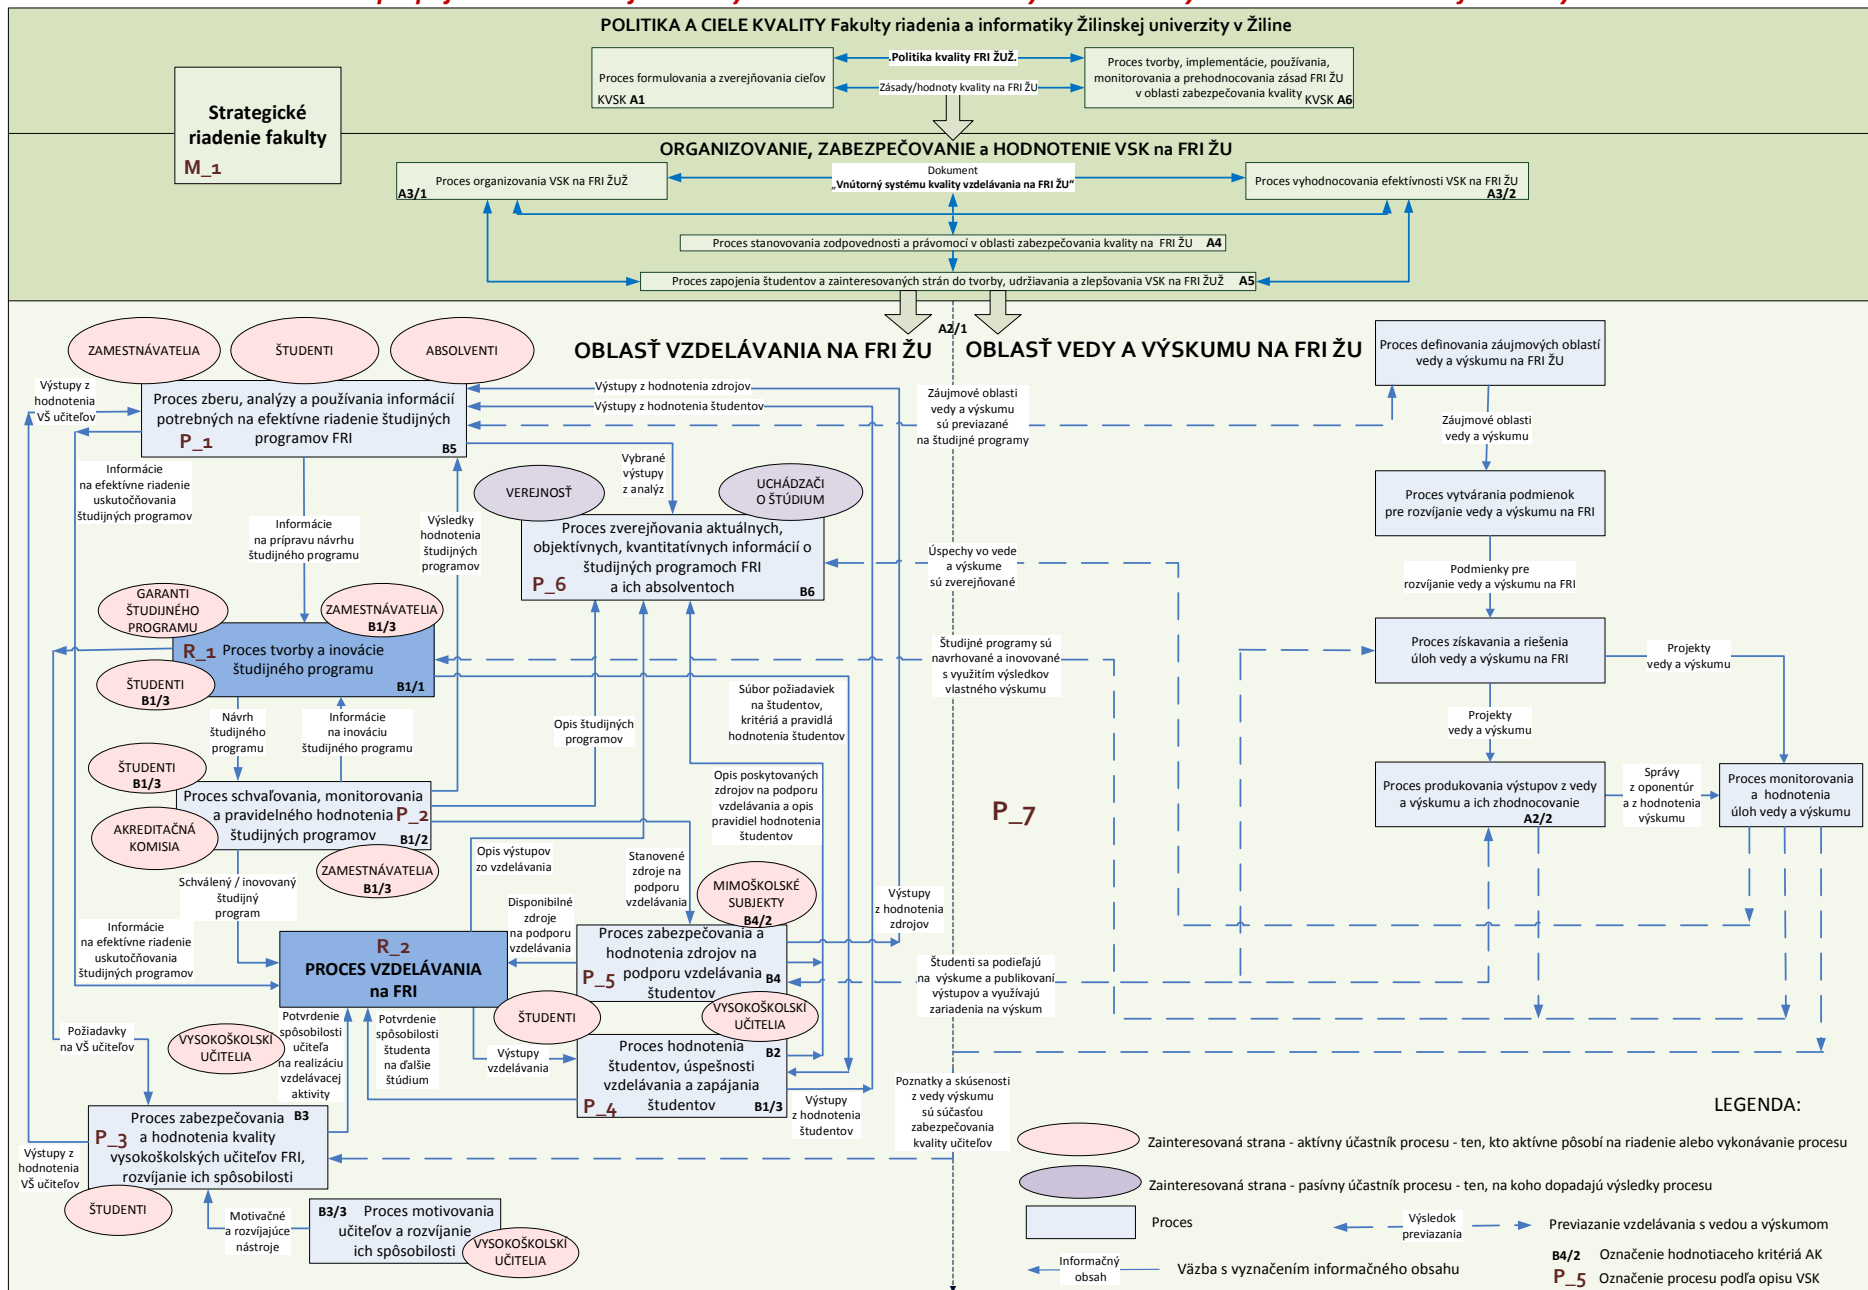 POLITIKA A CIELE KVALITY Fakulty riadenia a informatiky Žilinskej univerzity v Žiline
Strategické
riadenie fakulty
M_1
Proces formulovania a zverejňovania cieľov
KVSK A1
.Politika kvality FRI ŽUŽ.
Zásady/hodnoty kvality na FRI ŽU
Proces tvorby, implementácie, používania,
monitorovania a prehodnocovania zásad FRI ŽU
v oblasti zabezpečovania kvality
KVSK A6
ORGANIZOVANIE, ZABEZPEČOVANIE a HODNOTENIE VSK na FRI ŽU
Proces organizovania VSK na FRI ŽUŽ
A3/1
Dokument
„Vnútorný systému kvality vzdelávania na FRI ŽU“
Proces vyhodnocovania efektívnosti VSK na FRI ŽU
A3/2
Proces stanovovania zodpovednosti a právomocí v oblasti zabezpečovania kvality na FRI ŽU A4
Proces zapojenia študentov a zainteresovaných strán do tvorby, udržiavania a zlepšovania VSK na FRI ŽUŽ A5
A2/1
OBLASŤ VZDELÁVANIA NA FRI ŽU
OBLASŤ VEDY A VÝSKUMU NA FRI ŽU
ZAMESTNÁVATELIA
ŠTUDENTI
ABSOLVENTI
Výstupy z
hodnotenia
VŠ učiteľov
Proces zberu, analýzy a používania informácií
potrebných na efektívne riadenie študijných
programov FRI
P_1
B5
Výstupy z hodnotenia zdrojov
Výstupy z hodnotenia študentov
Záujmové oblasti
vedy a výskumu
sú previazané
na študijné programy
Proces definovania záujmových oblastí
vedy a výskumu na FRI ŽU
Záujmové oblasti
vedy a výskumu
Informácie
na efektívne riadenie
uskutočňovania
študijných programov
Vybrané
výstupy
z analýz
VEREJNOSŤ
UCHÁDZAČI
O ŠTÚDIUM
Informácie
na prípravu návrhu
študijného programu
Výsledky
hodnotenia
študijných
programov
Proces zverejňovania aktuálnych,
objektívnych, kvantitatívnych informácií o
študijných programoch FRI
a ich absolventoch
P_6
B6
Úspechy vo vede
a výskume
sú zverejňované
Proces vytvárania podmienok
pre rozvíjanie vedy a výskumu na FRI
Podmienky pre
rozvíjanie vedy a výskumu na FRI
GARANTI
ŠTUDIJNÉHO
PROGRAMU
ZAMESTNÁVATELIA
B1/3
R_1 Proces tvorby a inovácie
študijného programu
B1/1
ŠTUDENTI
B1/3
Študijné programy sú
navrhované a inovované
s využitím výsledkov
vlastného výskumu
Proces získavania a riešenia
úloh vedy a výskumu na FRI
Projekty
vedy a výskumu
Návrh
študijného
programu
Informácie
na inováciu
študijného programu
Opis študijných
programov
Súbor požiadaviek
na študentov,
kritériá a pravidlá
hodnotenia študentov
Projekty
vedy a výskumu
ŠTUDENTI
B1/3
Proces schvaľovania, monitorovania
a pravidelného hodnotenia
študijných programov
P_2
B1/2
AKREDITAČNÁ
KOMISIA
ZAMESTNÁVATELIA
B1/3
Opis poskytovaných
zdrojov na podporu
vzdelávania a opis
pravidiel hodnotenia
študentov
P_7
Proces produkovania výstupov z vedy
a výskumu a ich zhodnocovanie
A2/2
Správy
z oponentúr
a z hodnotenia
výskumu
Proces monitorovania
a hodnotenia
úloh vedy a výskumu
Opis výstupov
zo vzdelávania
Stanovené
zdroje na
podporu
vzdelávania
Schválený / inovovaný
študijný
program
MIMOŠKOLSKÉ
SUBJEKTY
B4/2
Výstupy
z hodnotenia
zdrojov
Disponibilné
zdroje
na podporu
vzdelávania
Informácie
na efektívne riadenie
uskutočňovania
študijných programov
R_2
PROCES VZDELÁVANIA
na FRI
Proces zabezpečovania a
hodnotenia zdrojov na
podporu vzdelávania
študentov
P_5
B4
Študenti sa podieľajú
na výskume a publikovaní
výstupov a využívajú
zariadenia na výskum
ŠTUDENTI
VYSOKOŠKOLSKÍ
UČITELIA
Požiadavky
na VŠ učiteľov
VYSOKOŠKOLSKÍ
UČITELIA
Potvrdenie
spôsobilosti
učiteľa
na realizáciu
vzdelávacej
aktivity
Potvrdenie
spôsobilosti
študenta
na ďalšie
štúdium
Výstupy
vzdelávania
Proces hodnotenia
študentov, úspešnosti
vzdelávania a zapájania
študentov
B2
P_4
B1/3
Výstupy
z hodnotenia
študentov
Poznatky a skúsenosti
z vedy výskumu
sú súčasťou
zabezpečovania
kvality učiteľov
Proces zabezpečovania
a hodnotenia kvality
vysokoškolských učiteľov FRI,
rozvíjanie ich spôsobilosti
B3
P_3
Výstupy z
hodnotenia
VŠ učiteľov
ŠTUDENTI
Motivačné
a rozvíjajúce
nástroje
B3/3 Proces motivovania
učiteľov a rozvíjanie
ich spôsobilosti
VYSOKOŠKOLSKÍ
UČITELIA
LEGENDA:
Zainteresovaná strana - aktívny účastník procesu - ten, kto aktívne pôsobí na riadenie alebo vykonávanie procesu
Zainteresovaná strana - pasívny účastník procesu - ten, na koho dopadajú výsledky procesu
Proces
Výsledok
previazania
Previazanie vzdelávania s vedou a výskumom
Informačný
obsah
Väzba s vyznačením informačného obsahu
B4/2 Označenie hodnotiaceho kritériá AK
P_5 Označenie procesu podľa opisu VSK